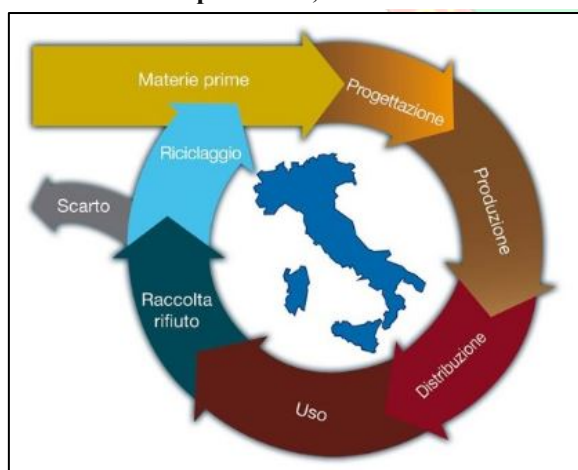 Materie prime
Progettazione
Produzione
Distribuzione
Uso
Raccolta
rifiuto
Riciclaggio
Scarto